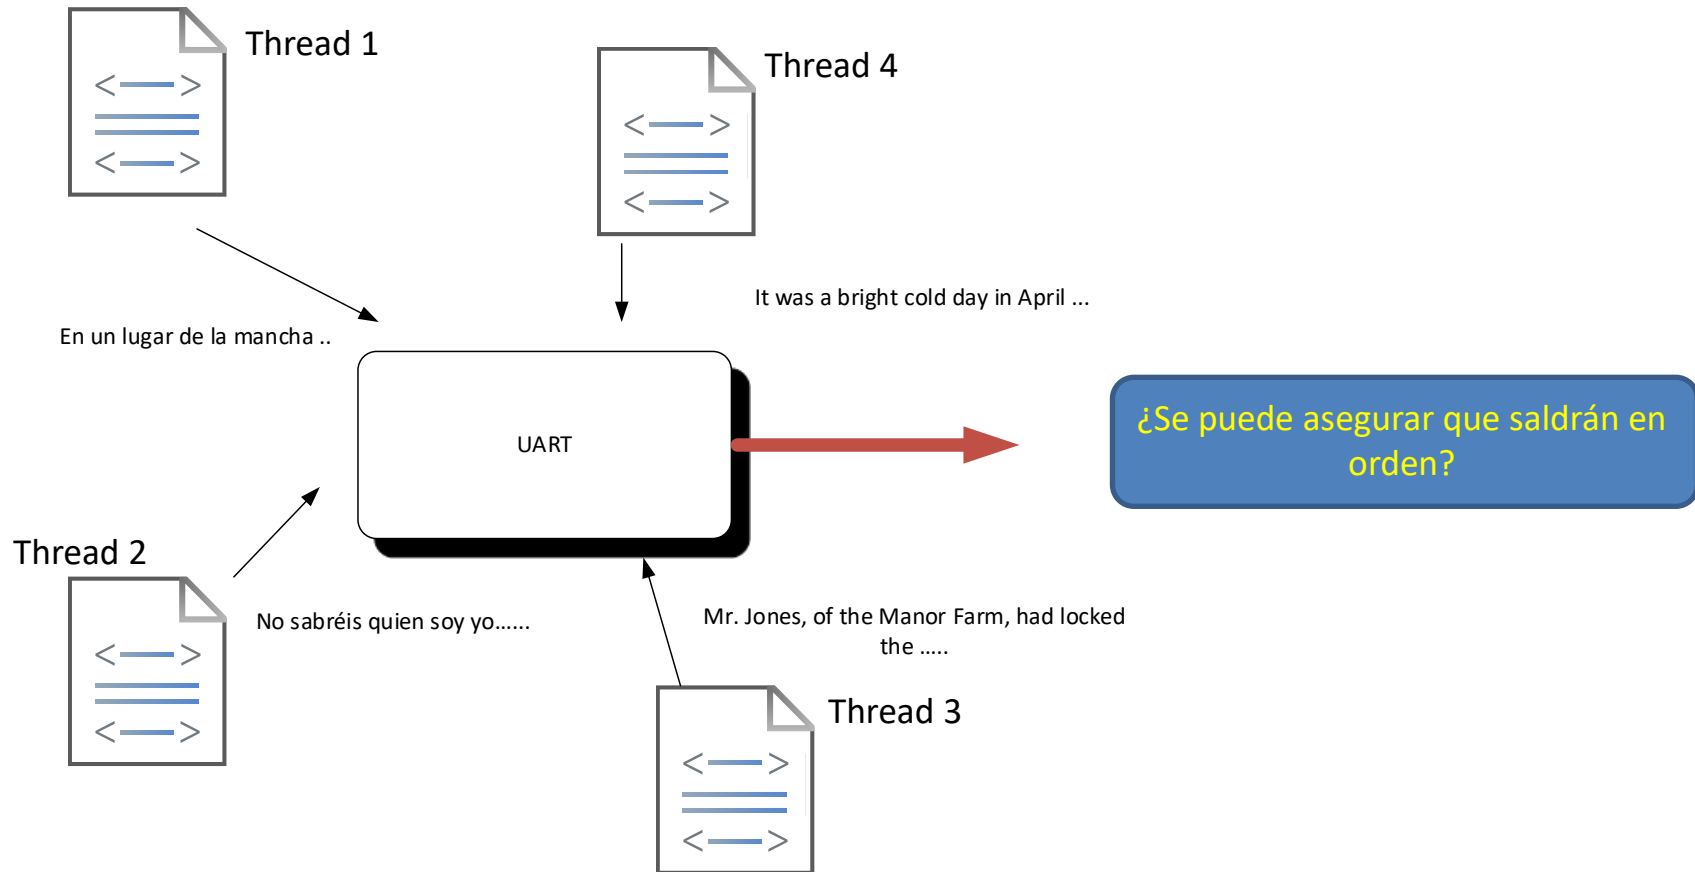 Thread 1
Thread 4
It was a bright cold day in April ...
En un lugar de la mancha ..
UART
¿Se puede asegurar que saldrán en
orden?
Thread 2
No sabréis quien soy yo......
Mr. Jones, of the Manor Farm, had locked
the .....
Thread 3